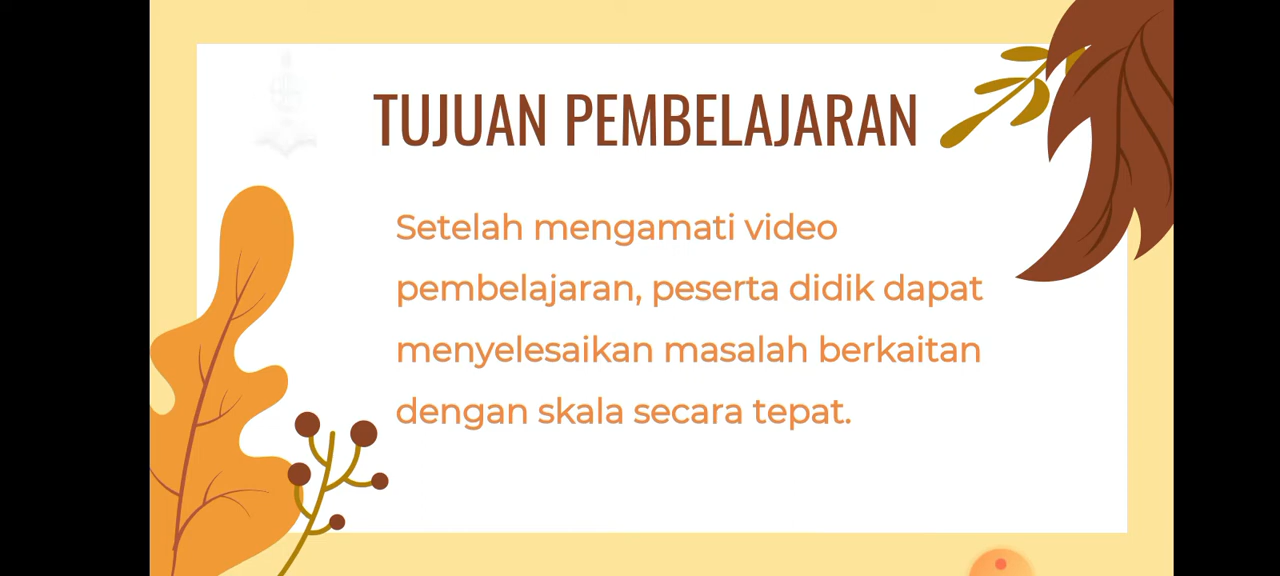 TUJUAN PEMBELAJARAN
Setelah mengamati video
pembelajaran, peserta didik dapat
menyelesaikan masalah berkaitan
dengan skala secara tepat.